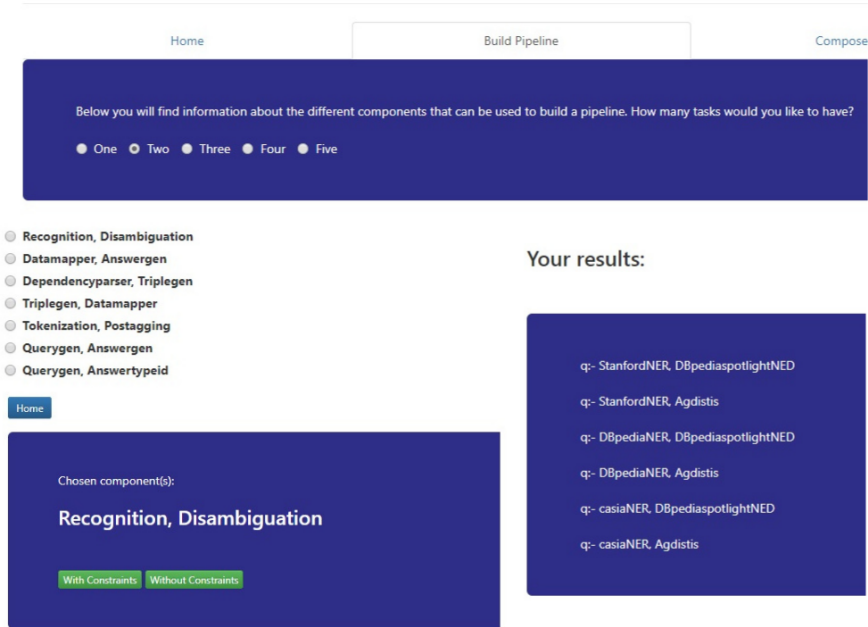 Home
Build Pipeline
Compose
Below you will find information about the different components that can be used to build a pipeline. How many tasks would you like to have?
One Two Three Four Five
Recognition, Disambiguation
Datamapper, Answergen
Dependencyparser, Triplegen
Triplegen, Datamapper
Tokenization, Postagging
Querygen, Answergen
Querygen, Answertypeid
Home
Chosen component(s):
Recognition, Disambiguation
With Constraints
Without Constraints
Your results:
q:- StanfordNER, DBpediaspotlightNED
q:- StanfordNER, Agdistis
q:- DBpediaNER, DBpediaspotlightNED
q:- DBpediaNER, Agdistis
q:- casiaNER, DBpediaspotlightNED
q:- casiaNER, Agdistis